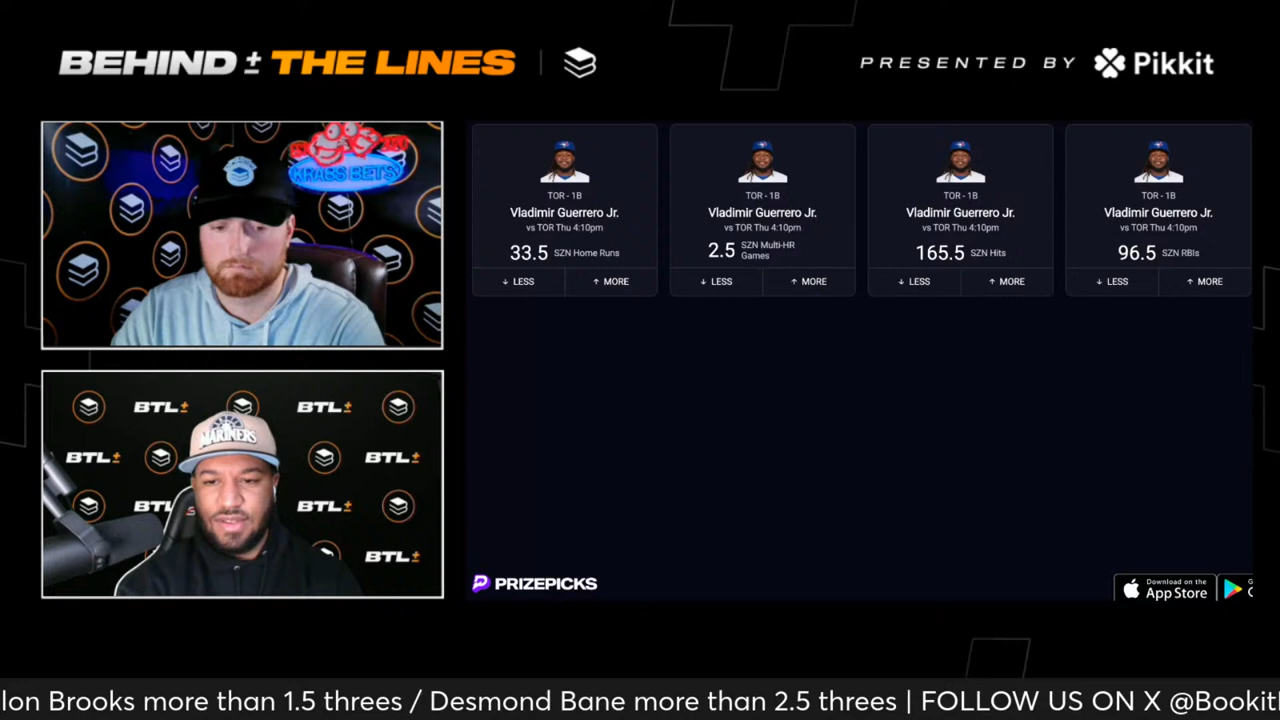 BEHIND ± THE LINES
PRESENTED BY Pikkit
KRABS BETS
TOR - 1B
Vladimir Guerrero Jr.
vs TOR Thu 4:10pm
33.5 SZN Home Runs
↓ LESS ↑ MORE
TOR - 1B
Vladimir Guerrero Jr.
vs TOR Thu 4:10pm
2.5 SZN Multi-HR
Games
↓ LESS ↑ MORE
TOR - 1B
Vladimir Guerrero Jr.
vs TOR Thu 4:10pm
165.5 SZN Hits
↓ LESS ↑ MORE
TOR - 1B
Vladimir Guerrero Jr.
vs TOR Thu 4:10pm
96.5 SZN RBIs
↓ LESS ↑ MORE
BTL± BTL±
MARINERS
BTL± BTL±
BTL BTL±
BTL±
PRIZEPICKS
Download on the
App Store
lon Brooks more than 1.5 threes / Desmond Bane more than 2.5 threes | FOLLOW US ON X @Bookit